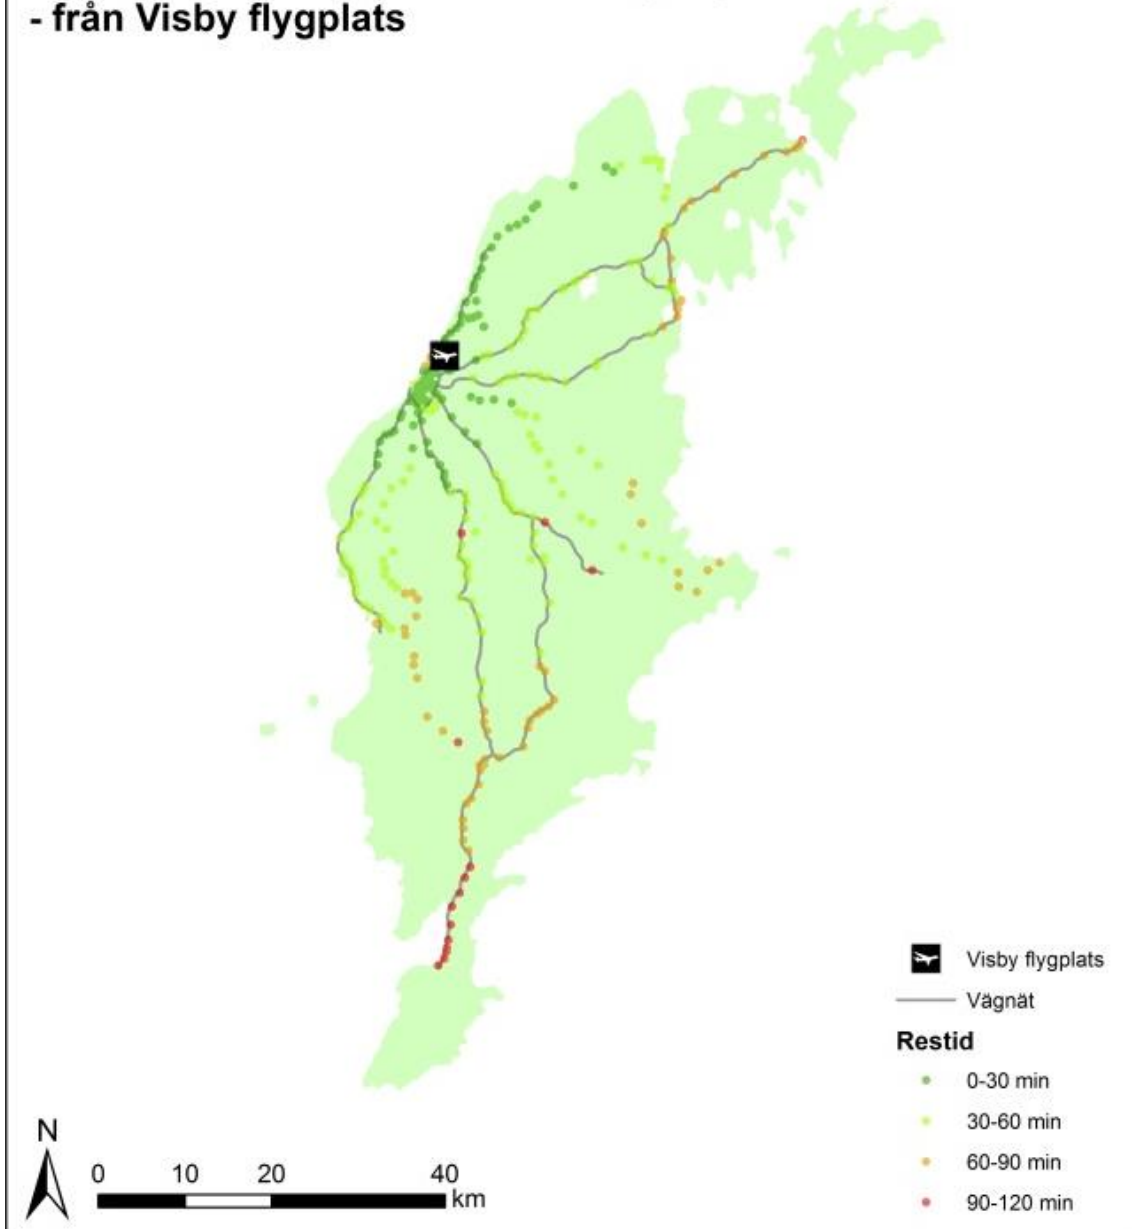 - från Visby flygplats
Visby flygplats
Vägnät
Restid
0-30 min
30-60 min
60-90 min
90-120 min
N
0 10 20 40
km